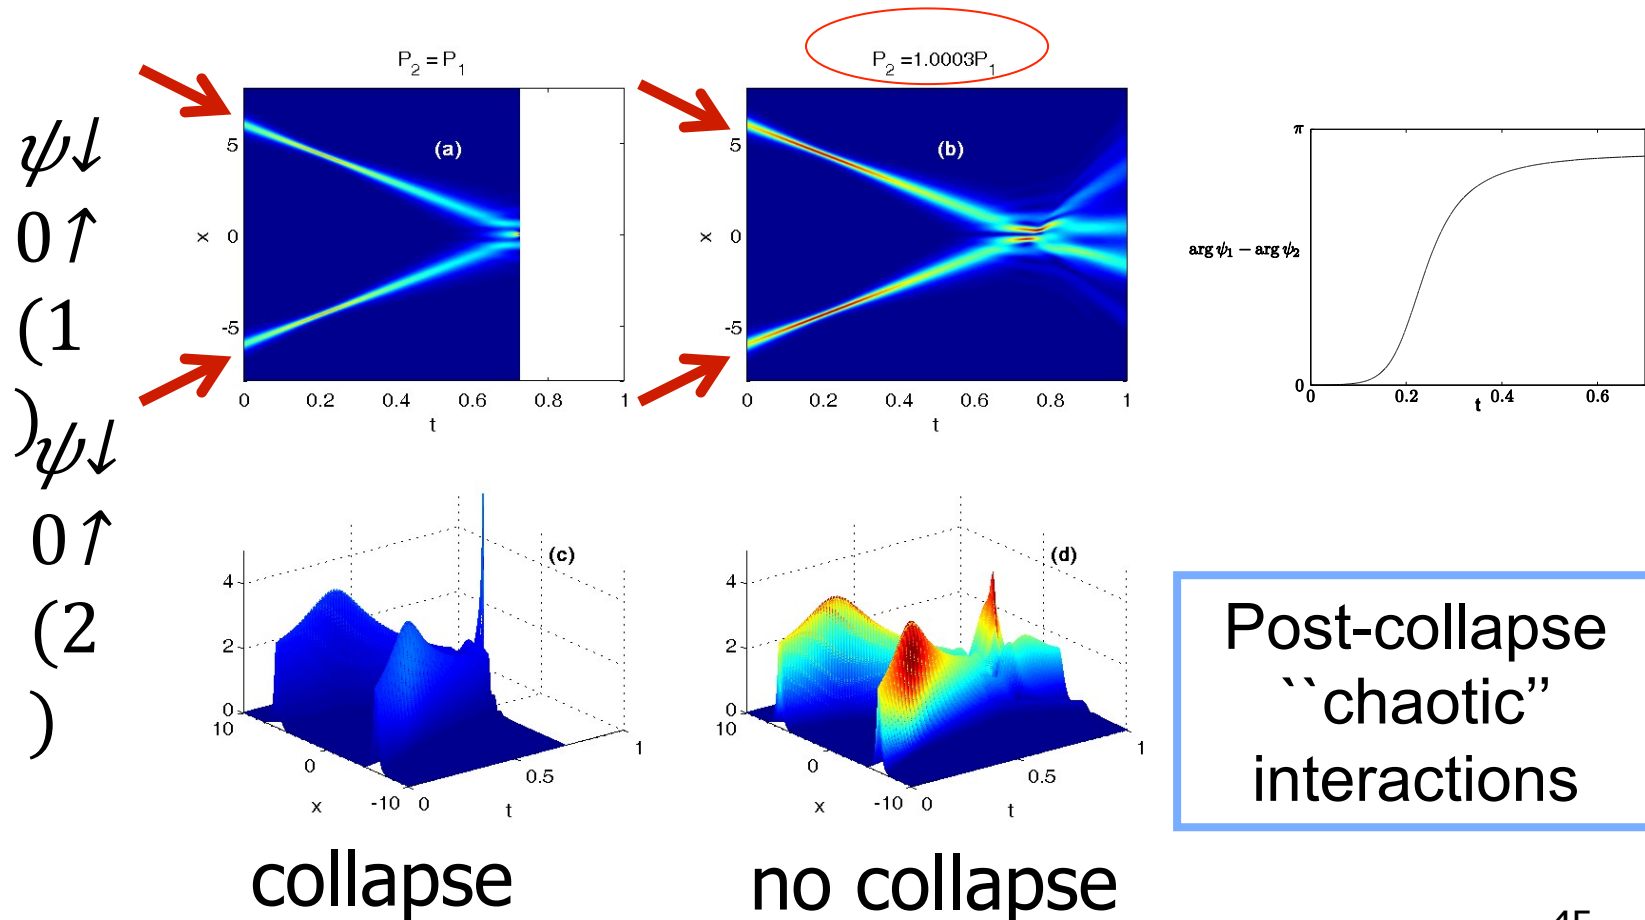 ψ↓
0↑
(1
)
ψ↓
0↑
(2
)
P2 = P1
(a)
5
0
-5
x
0 0.2 0.4 0.6 0.8 1
t
P2 =1.0003P1
(b)
5
0
-5
x
0 0.2 0.4 0.6 0.8 1
t
π
arg ψ1 − arg ψ2
0
0 0.2 0.4 0.6
t
(c)
4
2
0
10
0
-10
x
0
0.5
1
t
collapse
(d)
4
2
0
10
0
-10
x
0
0.5
1
t
no collapse
Post-collapse
``chaotic''
interactions